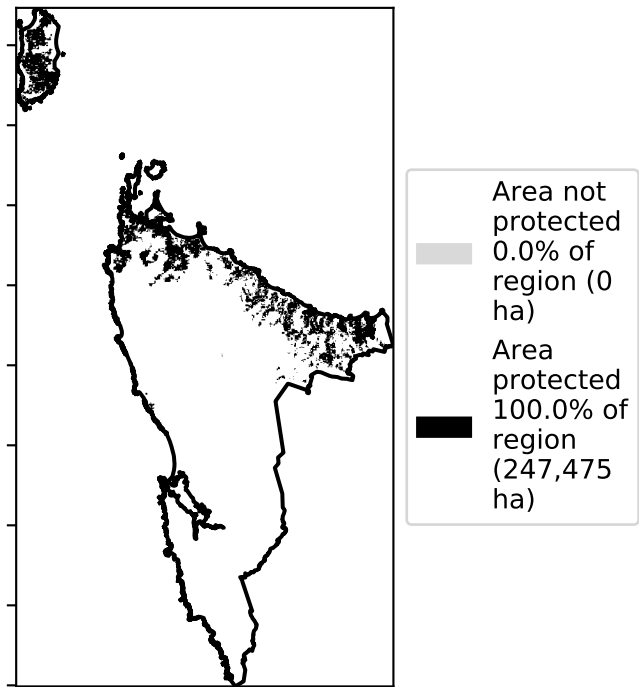 Area not
protected
0.0% of
region (0
ha)
Area
protected
100.0% of
region
(247,475
ha)